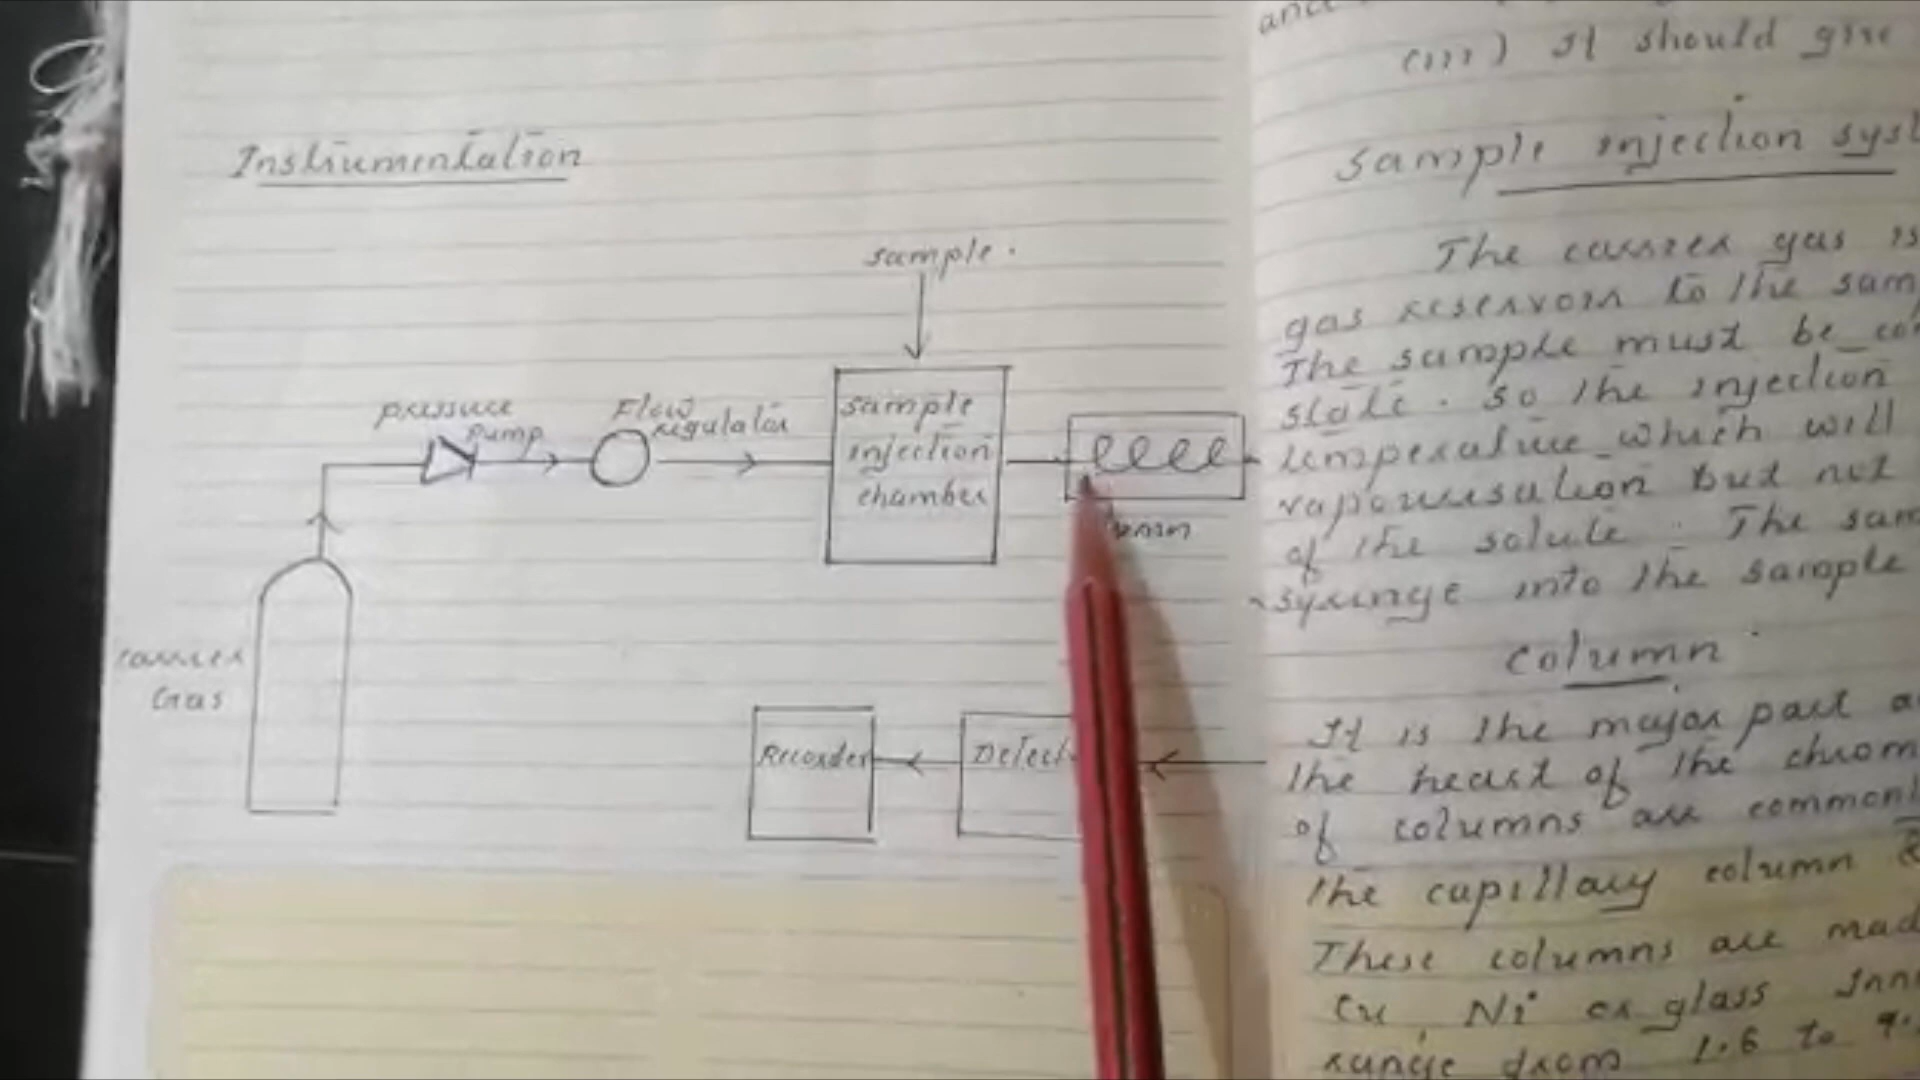 Instrumentation
sample.
pressure
pump
Flow
regulator
sample
injection
chamber
carrier
Gas
Recorder
Detect
and
(iii) It should give
sample injection syst
The carrier gas is
gas reservoir to the sam
The sample must be co
state. so the injection
temperature which will
vapourisation but not
of the solute. The sam
syringe into the sample
column
It is the major part a
the heart of the chrom
of columns are common
the capillary column &
These columns are mad
Cu, Ni or glass Inn
range from 1.6 to 9.